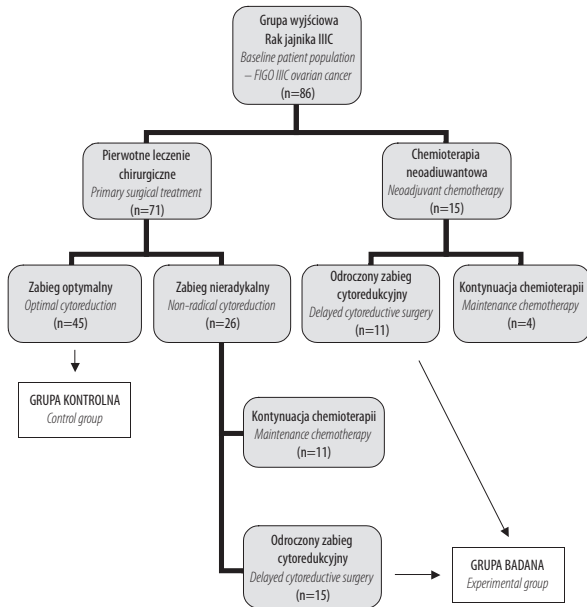 Grupa wyjściowa
Rak jajnika IIIC
Baseline patient population
– FIGO IIIC ovarian cancer
(n=86)
Pierwotne leczenie
chirurgiczne
Primary surgical treatment
(n=71)
Chemioterapia
neoadiuwantowa
Neoadjuvant chemotherapy
(n=15)
Zabieg optymalny
Optimal cytoreduction
(n=45)
Zabieg nieradykalny
Non-radical cytoreduction
(n=26)
Odroczony zabieg
cytoredukcyjny
Delayed cytoreductive surgery
(n=11)
Kontynuacja chemioterapii
Maintenance chemotherapy
(n=4)
GRUPA KONTROLNA
Control group
Kontynuacja chemioterapii
Maintenance chemotherapy
(n=11)
Odroczony zabieg
cytoredukcyjny
Delayed cytoreductive surgery
(n=15)
GRUPA BADANA
Experimental group